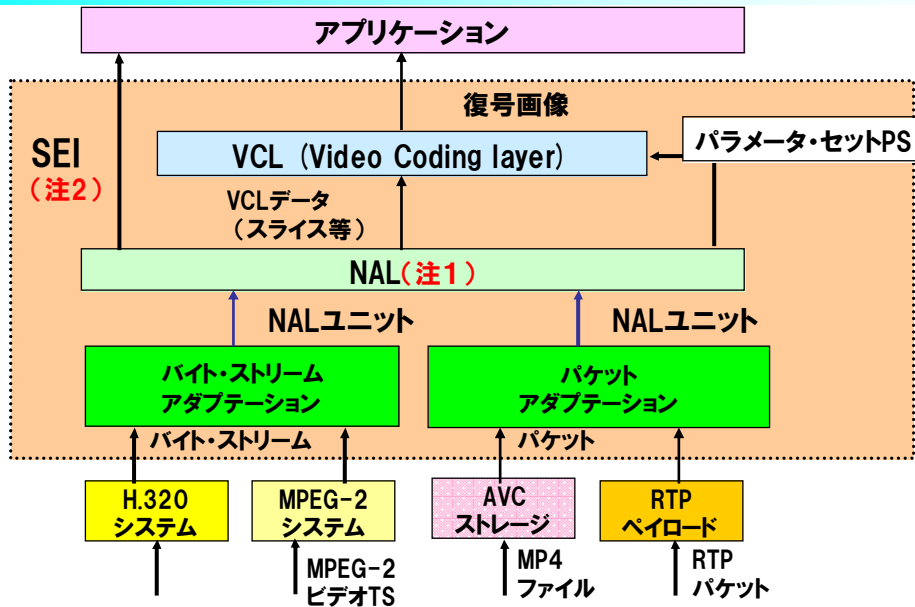 アプリケーション
復号画像
SEI
(注2)
VCL (Video Coding layer)
パラメータ・セットPS
VCLデータ
(スライス等)
NAL(注1)
NALユニット
NALユニット
バイト・ストリーム
アダプテーション
パケット
アダプテーション
バイト・ストリーム
パケット
H.320
システム
MPEG-2
システム
AVC
ストレージ
RTP
ペイロード
MPEG-2
ビデオTS
MP4
ファイル
RTP
パケット